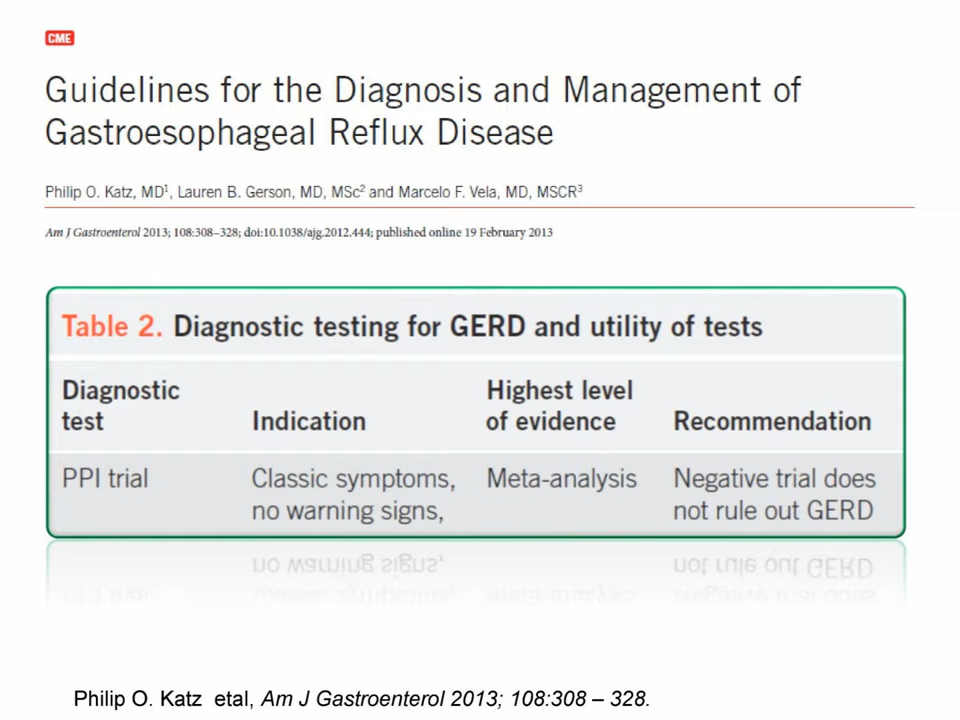 CME
Guidelines for the Diagnosis and Management of
Gastroesophageal Reflux Disease
Philip O. Katz, MD¹, Lauren B. Gerson, MD, MSc² and Marcelo F. Vela, MD, MSCR³
Am J Gastroenterol 2013; 108:308–328; doi:10.1038/ajg.2012.444; published online 19 February 2013
Table 2. Diagnostic testing for GERD and utility of tests
Diagnostic test Indication Highest level of evidence Recommendation
PPI trial Classic symptoms, no warning signs, Meta-analysis Negative trial does not rule out GERD
Philip O. Katz etal, Am J Gastroenterol 2013; 108:308 – 328.